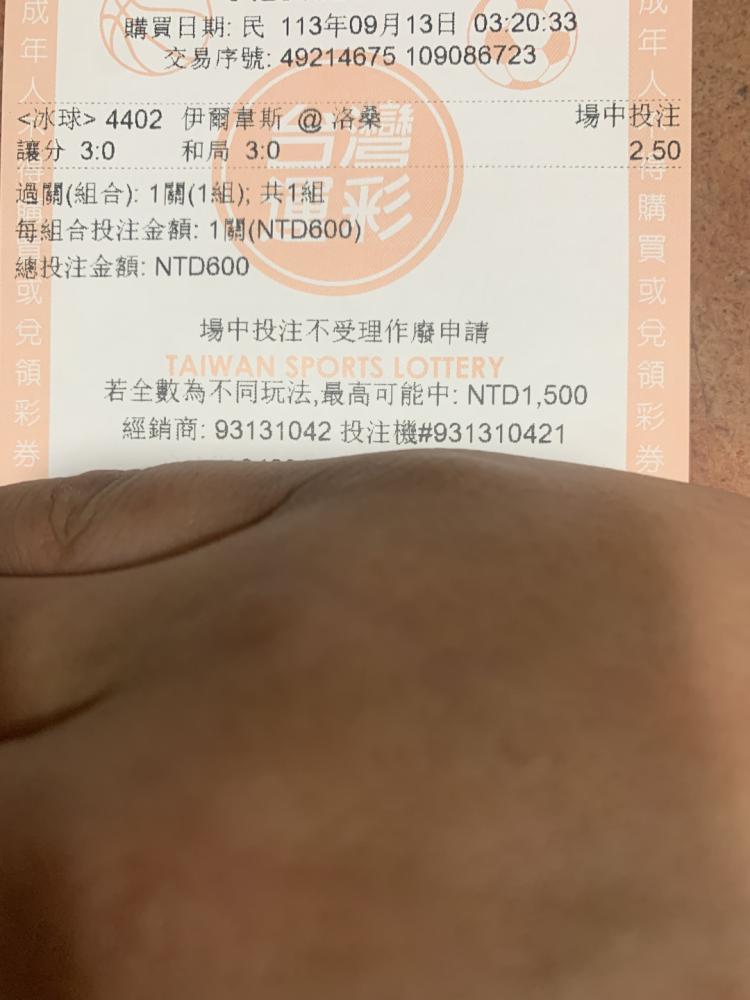 購買日期: 民 113年09月13日 03:20:33
交易序號: 49214675 109086723
<冰球> 4402 伊爾韋斯 @ 洛桑 場中投注
讓分 3:0 和局 3:0 2.50
過關(組合): 1關(1組); 共1組
每組合投注金額: 1關(NTD600)
總投注金額: NTD600
場中投注不受理作廢申請
TAIWAN SPORTS LOTTERY
若全數為不同玩法,最高可能中: NTD1,500
經銷商: 93131042 投注機#931310421
台灣
運彩
成年人
得購買或兌領彩券
成年人
得購買或兌領彩券